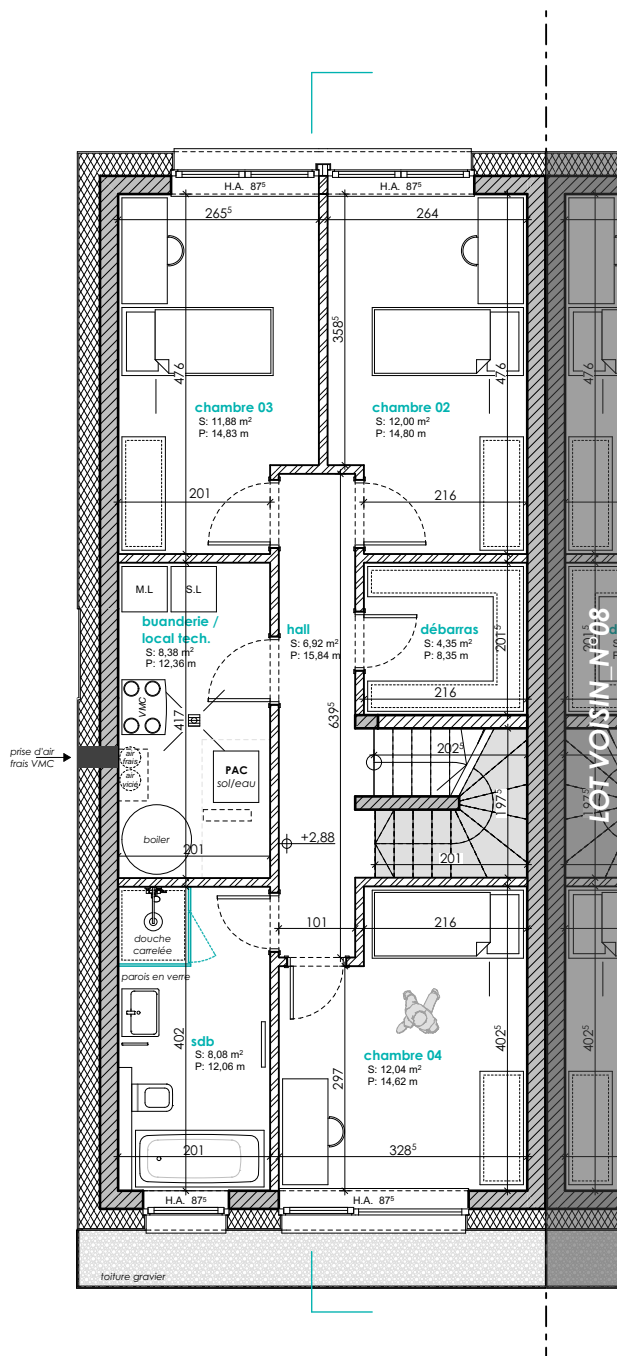 H.A. 87⁵
H.A. 87⁵
265⁵
264
358⁵
476
476
476
chambre 03
S: 11,88 m²
P: 14,83 m
chambre 02
S: 12,00 m²
P: 14,80 m
201
216
M.L
S.L
buanderie /
local tech.
S: 8,38 m²
P: 12,36 m
hall
S: 6,92 m²
P: 15,84 m
débarras
S: 4,35 m²
P: 8,35 m
201⁵
201⁵
d
S
216
LOT VOISIN_N°08
VMC
417
639⁵
prise d'air
frais VMC
air
frais
air
vicié
PAC
sol/eau
202⁵
197⁵
197⁵
boiler
+2,88
201
201
101
216
douche
carrelée
parois en verre
402
sdb
S: 8,08 m²
P: 12,06 m
chambre 04
S: 12,04 m²
P: 14,62 m
297
402⁵
402⁵
201
328⁵
H.A. 87⁵
H.A. 87⁵
toiture gravier